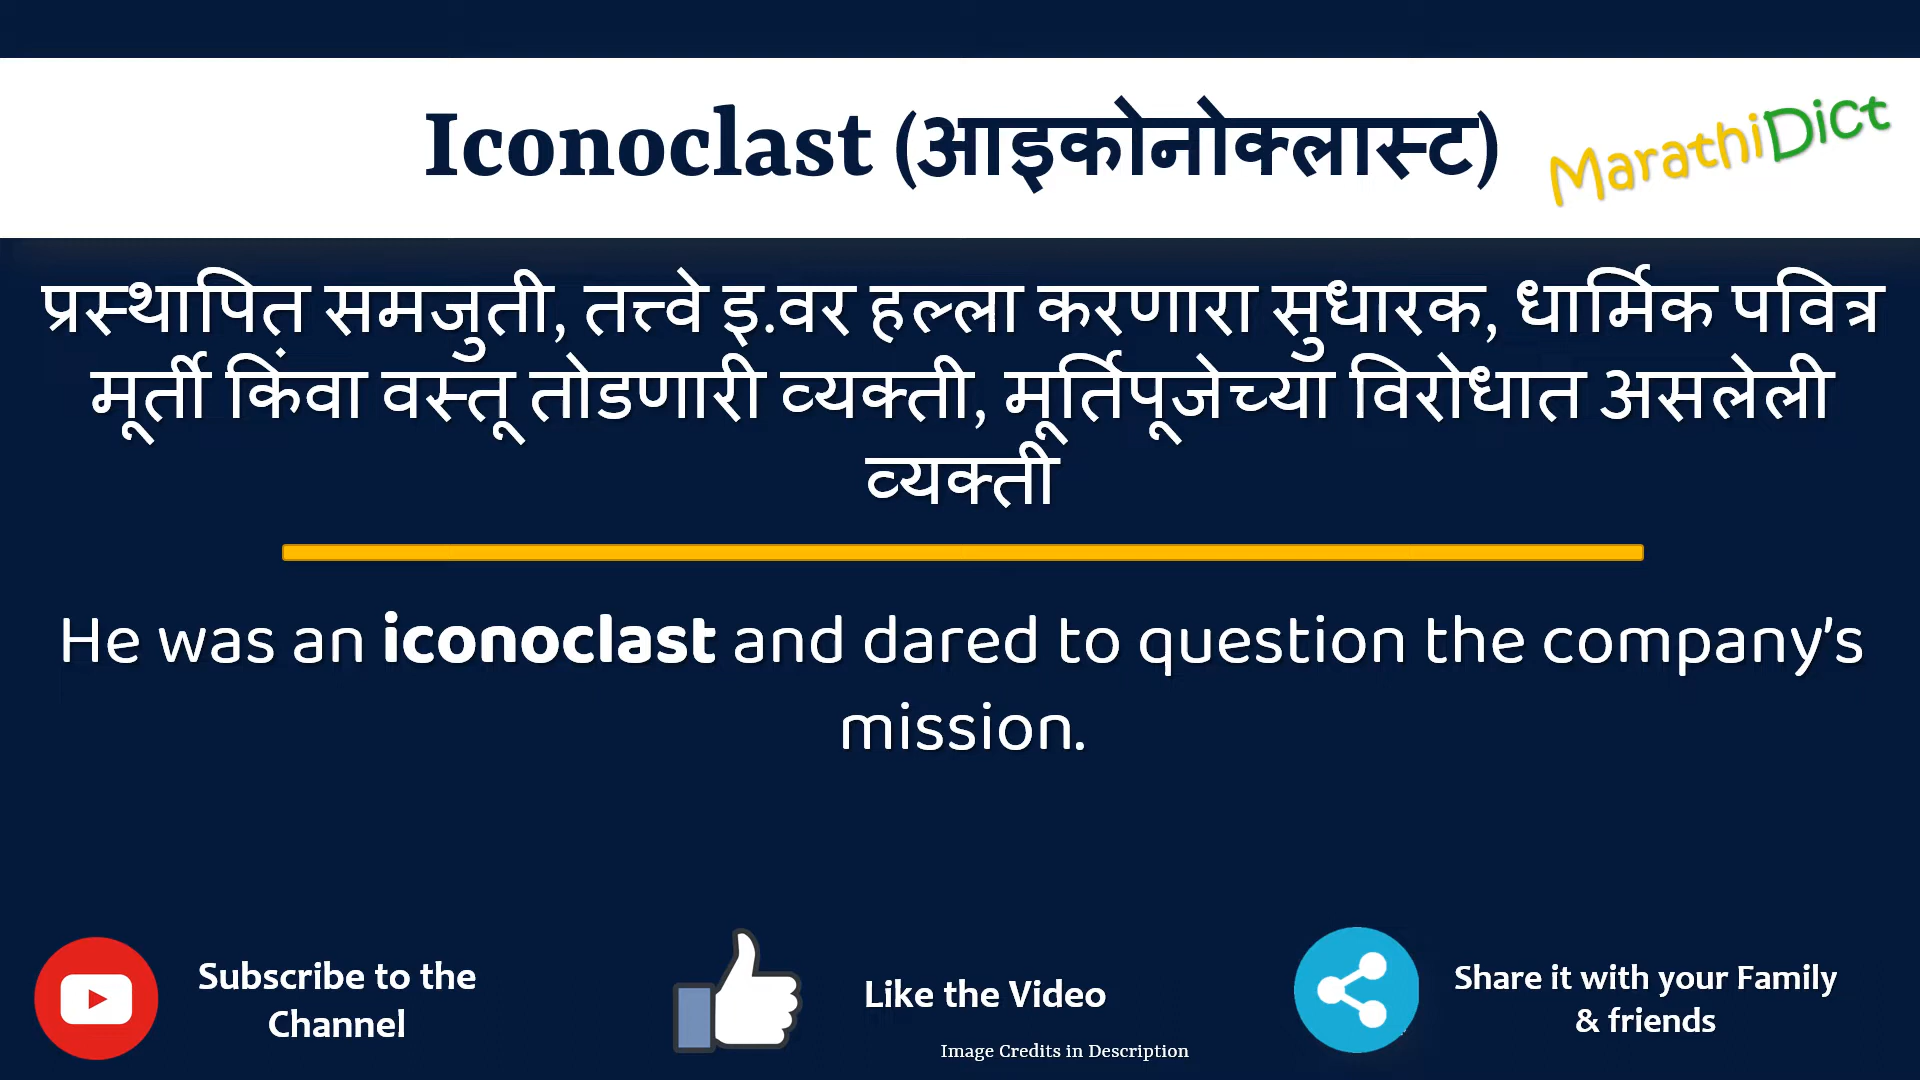 Iconoclast (आइकोनोक्लास्ट)
MarathiDict
प्रस्थापित समजुती, तत्त्वे इ.वर हल्ला करणारा सुधारक, धार्मिक पवित्र
मूर्ती किंवा वस्तू तोडणारी व्यक्ती, मूर्तिपूजेच्या विरोधात असलेली
व्यक्ती
He was an iconoclast and dared to question the company's
mission.
Subscribe to the
Channel
Like the Video
Share it with your Family
& friends
Image Credits in Description